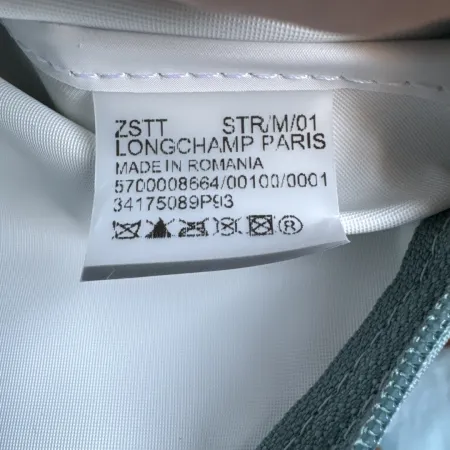 ZSTT STR/M/01
LONGCHAMP PARIS
MADE IN ROMANIA
5700008664/00100/0001
34175089P93
®